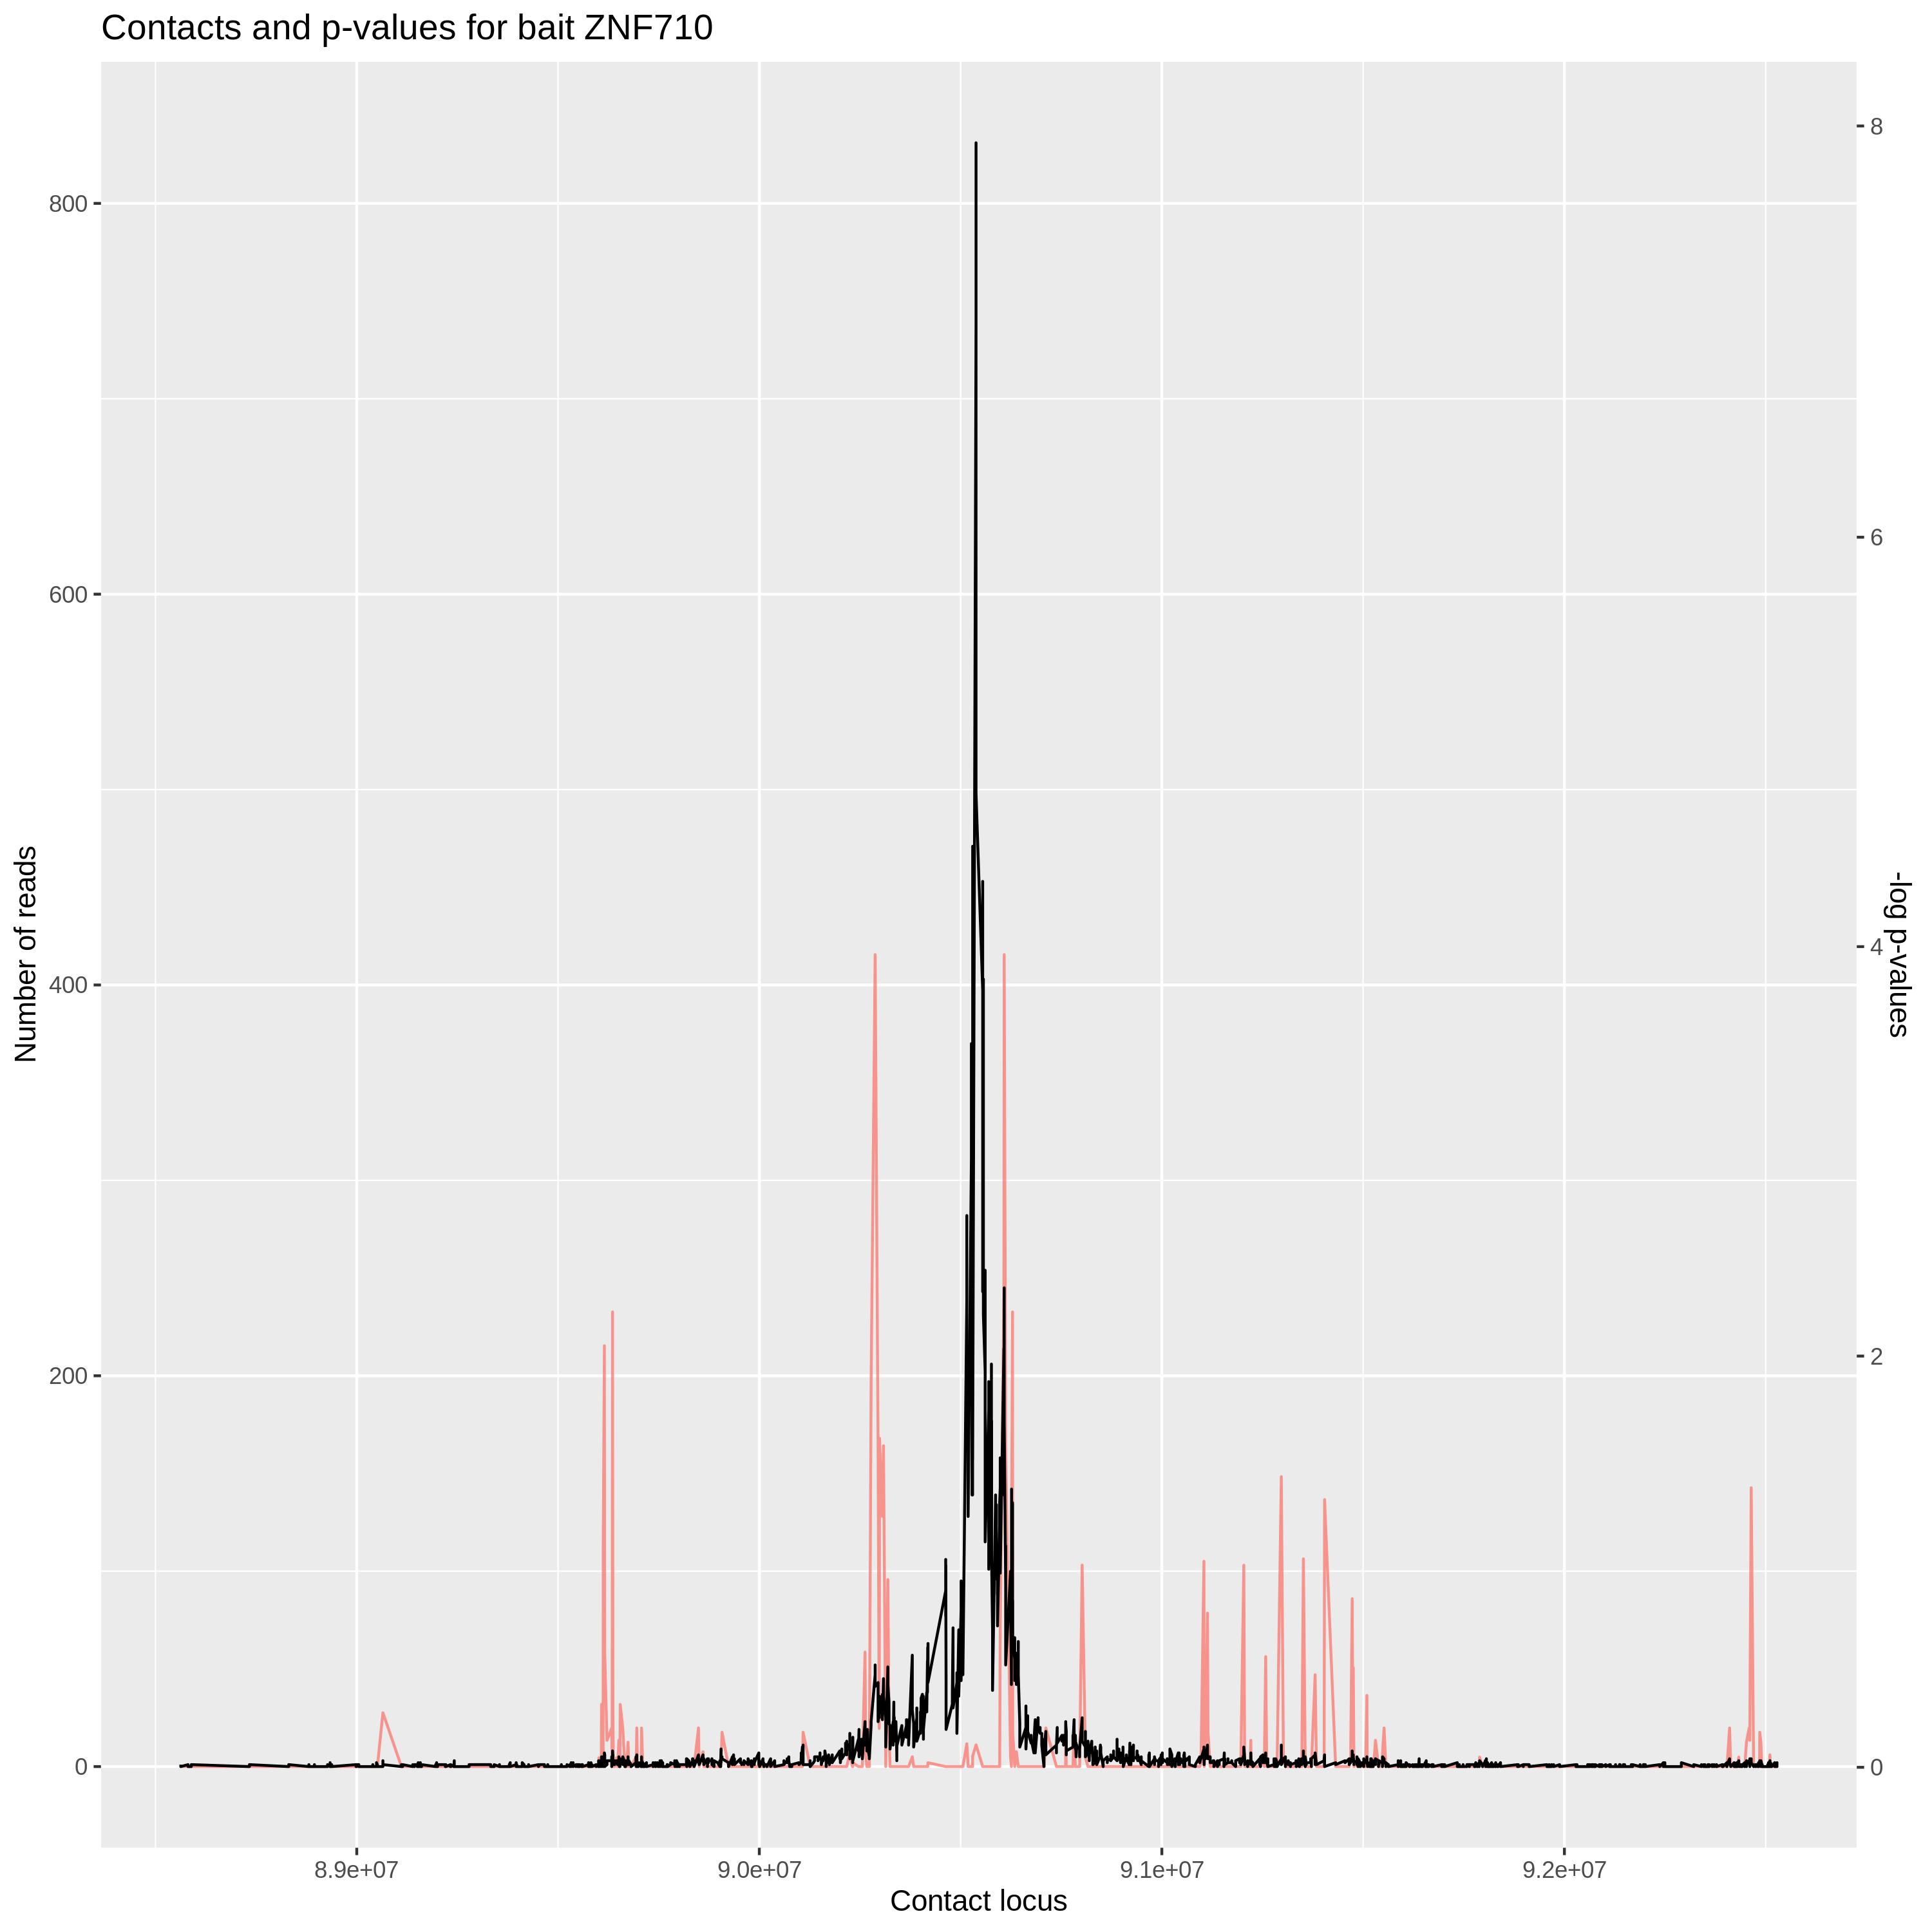 Contacts and p-values for bait ZNF710
Number of reads
800
600
400
200
0
8
6
4
2
0
-log p-values
8.9e+07
9.0e+07
9.1e+07
9.2e+07
Contact locus